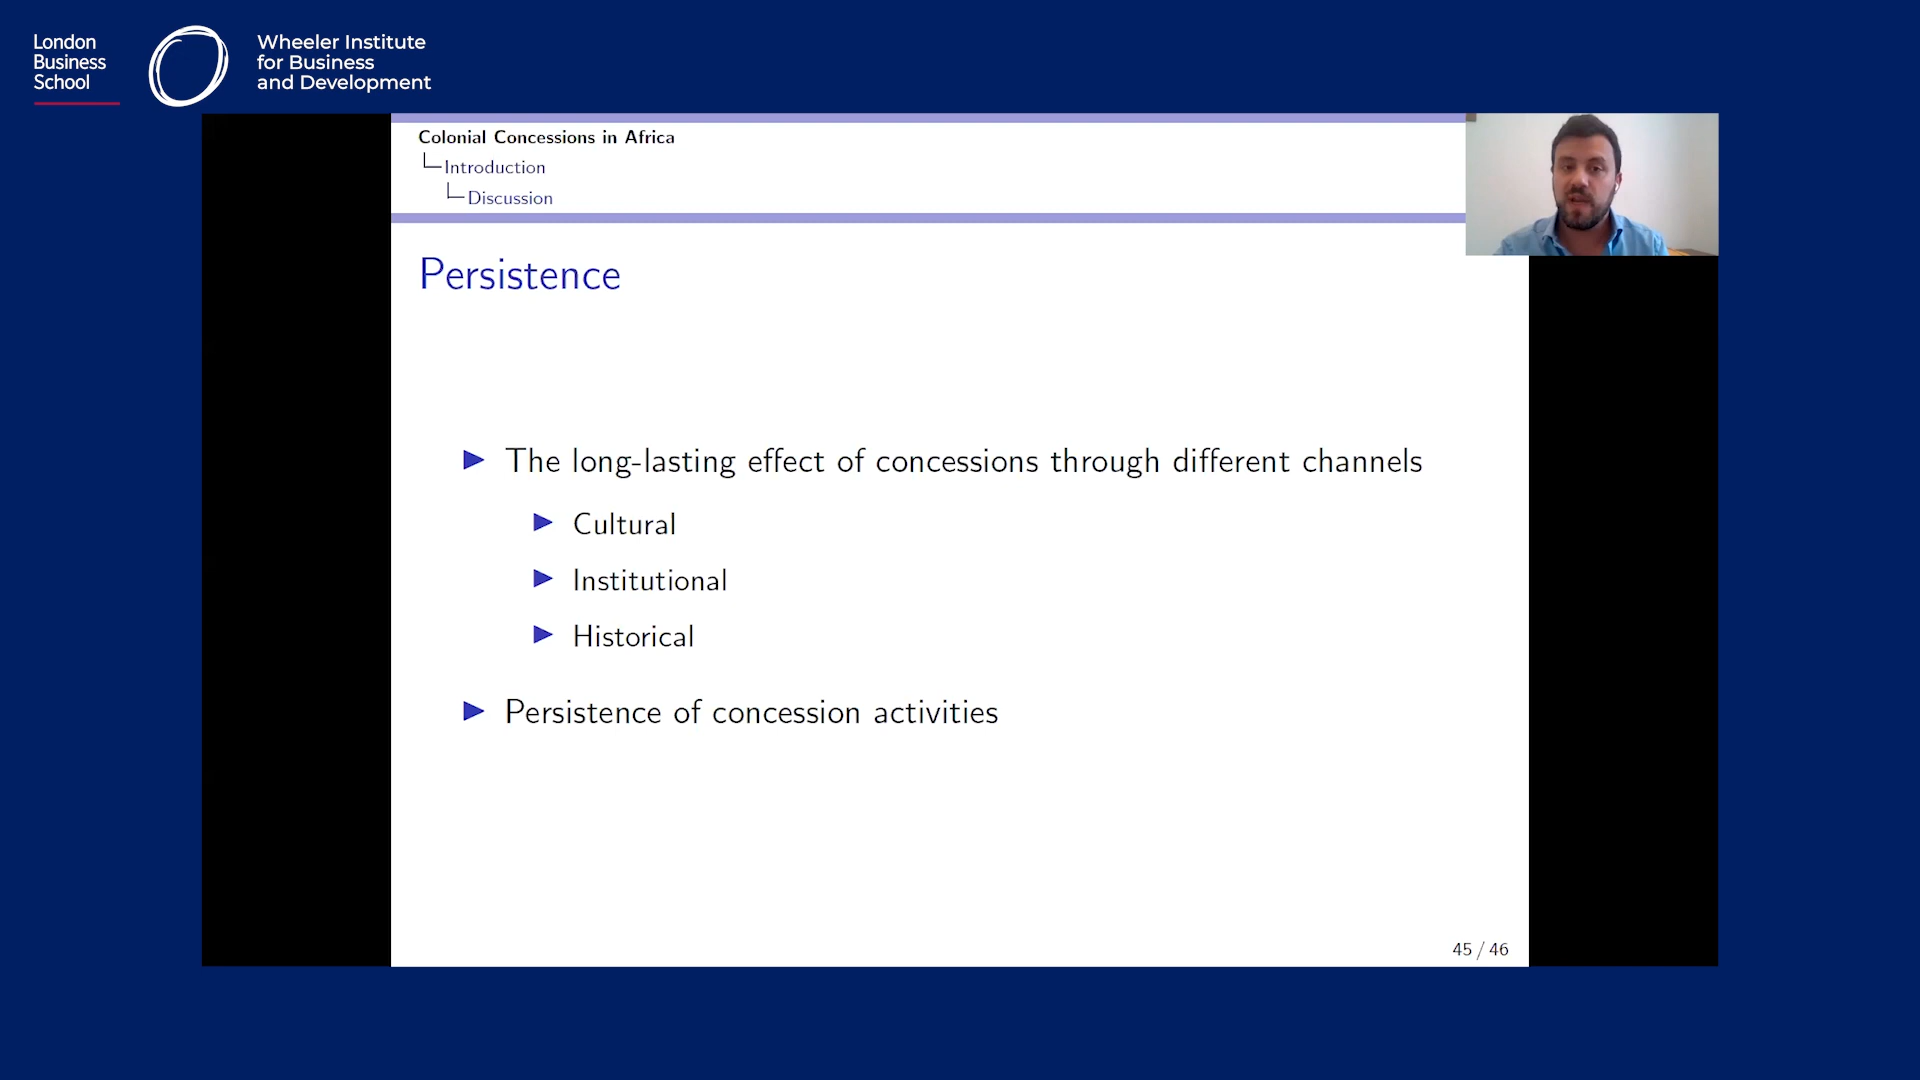 London
Business
School
Wheeler Institute
for Business
and Development
Colonial Concessions in Africa
Introduction
Discussion
Persistence
The long-lasting effect of concessions through different channels
Cultural
Institutional
Historical
Persistence of concession activities
45 / 46